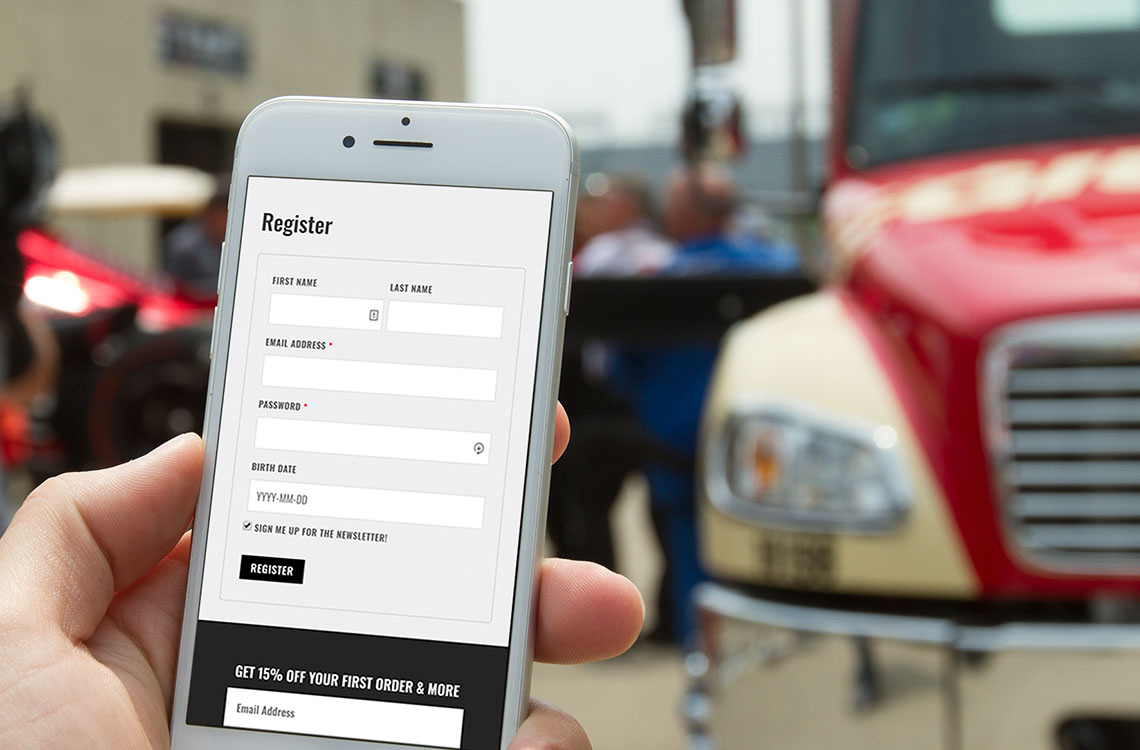 Register
FIRST NAME LAST NAME
EMAIL ADDRESS *
PASSWORD *
BIRTH DATE
YYYY-MM-DD
SIGN ME UP FOR THE NEWSLETTER!
REGISTER
GET 15% OFF YOUR FIRST ORDER & MORE
Email Address